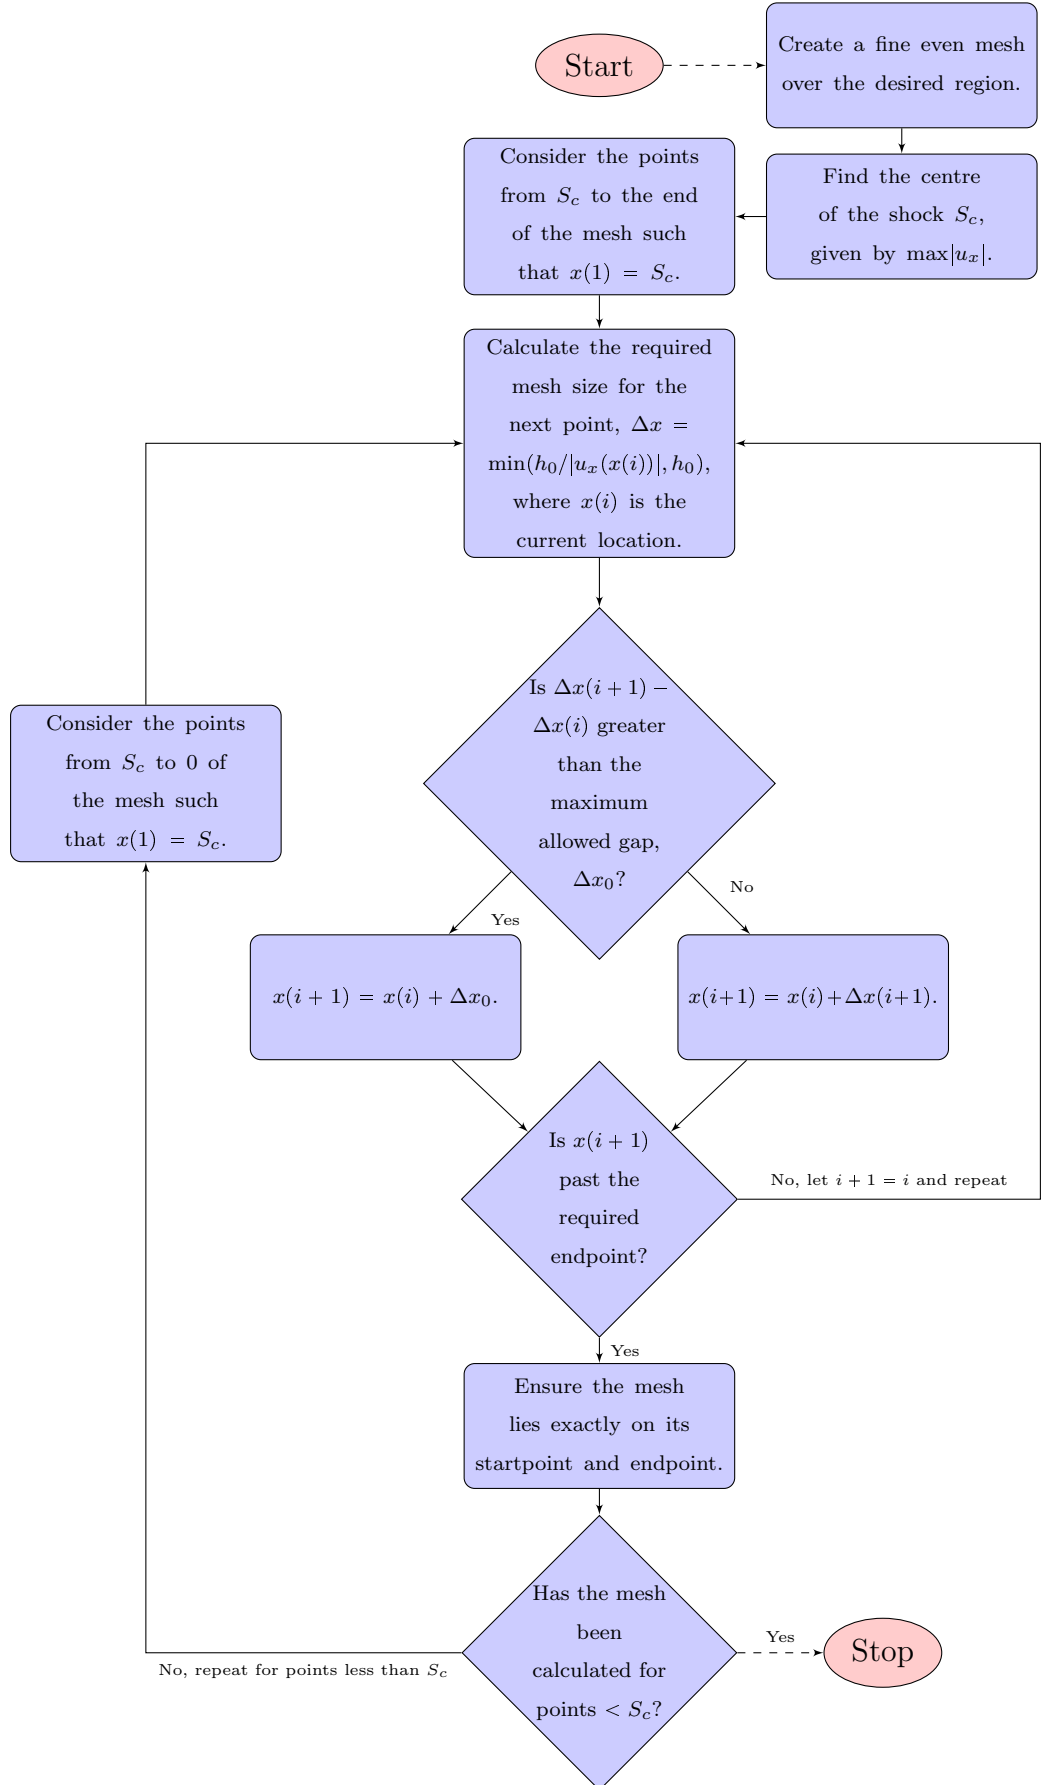 Start
Create a fine even mesh
over the desired region.
Find the centre
of the shock $S_c$,
given by max$|u_x|$.
Consider the points
from $S_c$ to the end
of the mesh such
that $x(1) = S_c$.
Calculate the required
mesh size for the
next point, $\Delta x =$
$\min(h_0/|u_x(x(i))|, h_0)$,
where $x(i)$ is the
current location.
Is $\Delta x(i + 1) -$
$\Delta x(i)$ greater
than the
maximum
allowed gap,
$\Delta x_0$?
Consider the points
from $S_c$ to 0 of
the mesh such
that $x(1) = S_c$.
No
Yes
$x(i + 1) = x(i) + \Delta x_0$.
$x(i+1) = x(i)+\Delta x(i+1)$.
Is $x(i + 1)$
past the
required
endpoint?
No, let $i + 1 = i$ and repeat
Yes
Ensure the mesh
lies exactly on its
startpoint and endpoint.
Has the mesh
been
calculated for
points $< S_c$?
Yes
Stop
No, repeat for points less than $S_c$